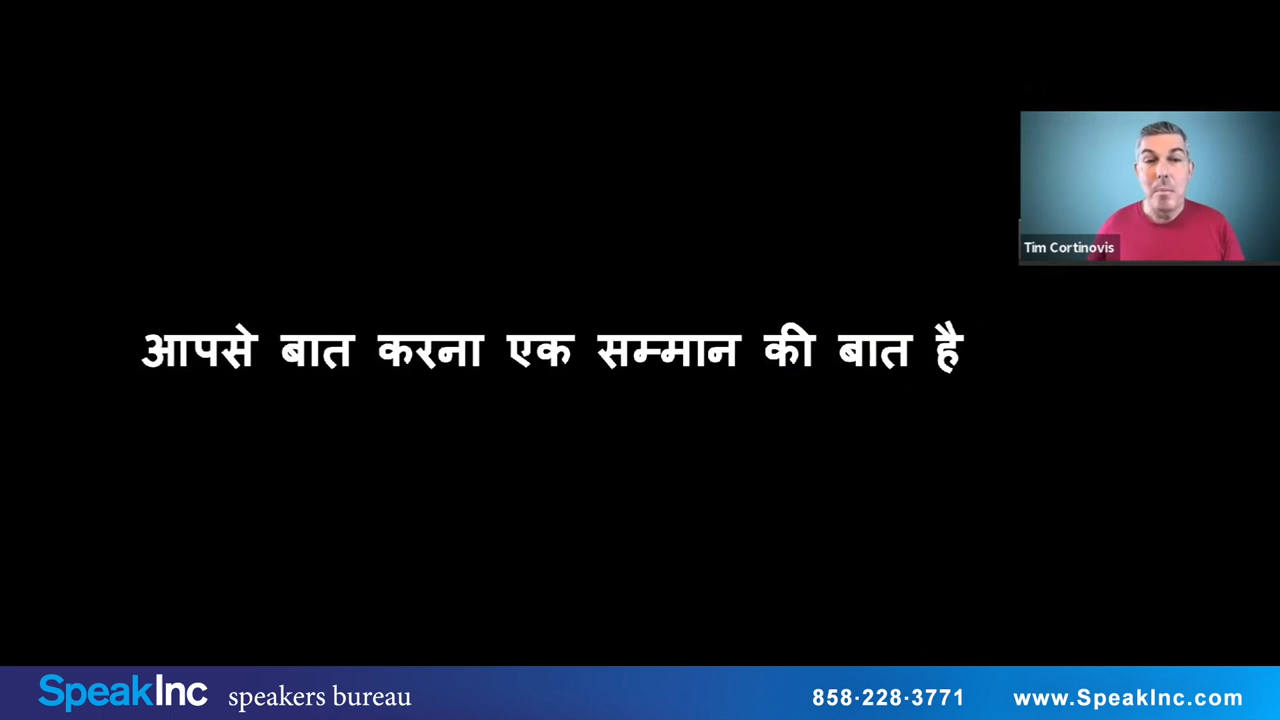 Tim Cortinovis
आपसे बात करना एक सम्मान की बात है
SpeakInc speakers bureau
858·228·3771
www.SpeakInc.com